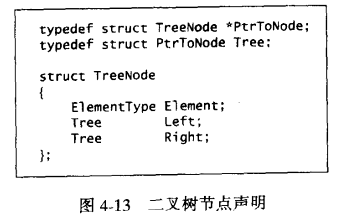 typedef struct TreeNode *PtrToNode;
typedef struct PtrToNode Tree;
struct TreeNode
{
ElementType Element;
Tree Left;
Tree Right;
};
图 4-13 二叉树节点声明